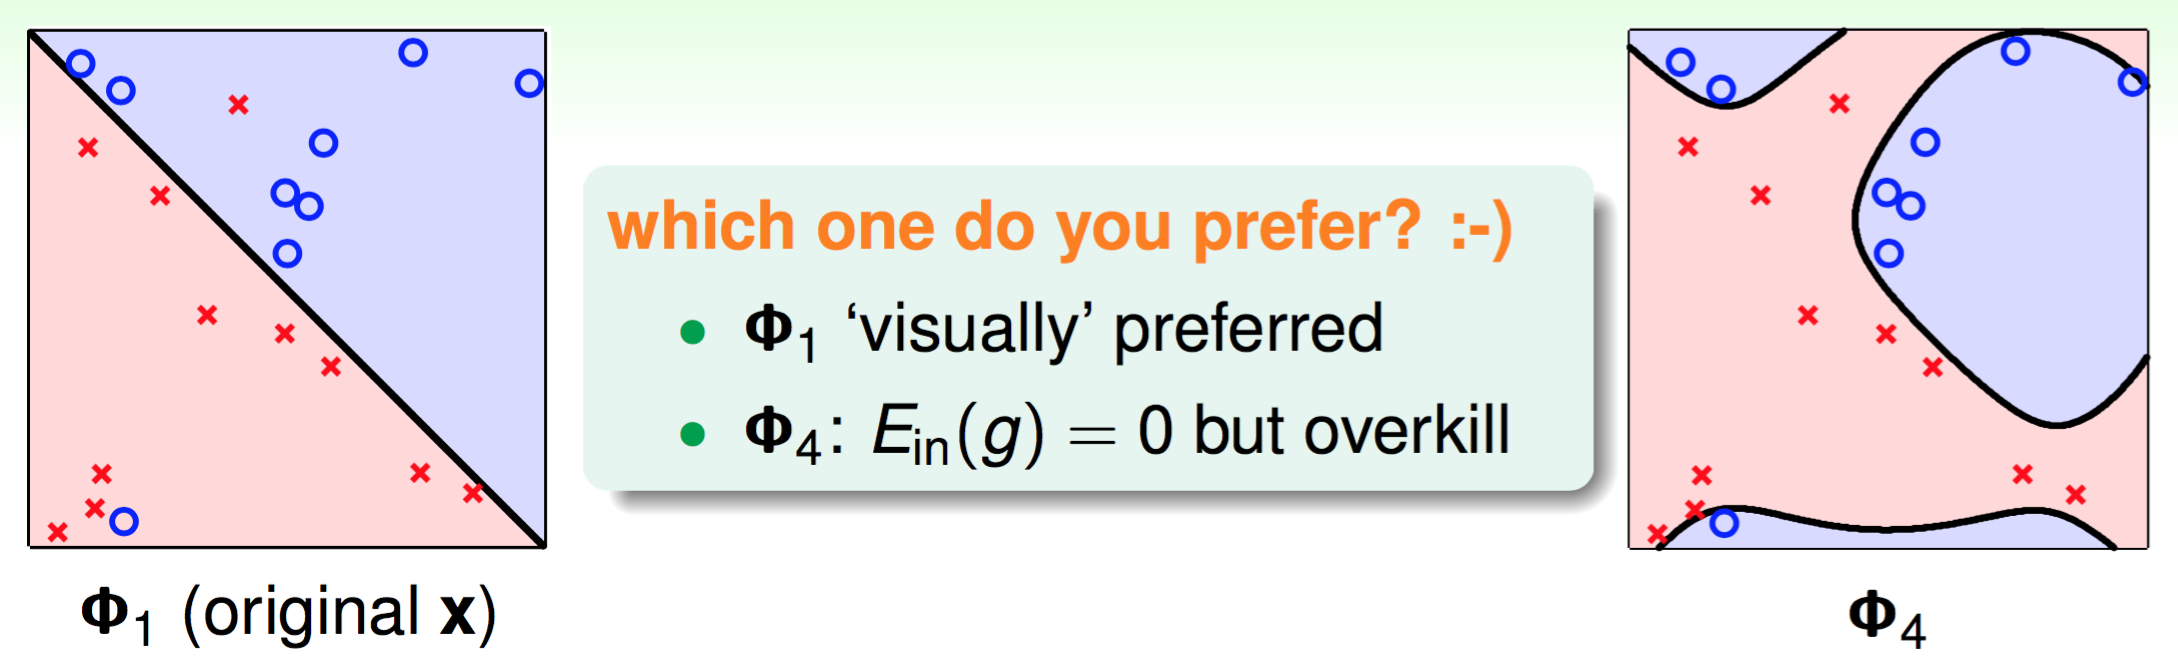 which one do you prefer? :-)
• Φ₁ ‘visually’ preferred
• Φ₄: Eᵢₙ(g) = 0 but overkill
Φ₁ (original x)
Φ₄